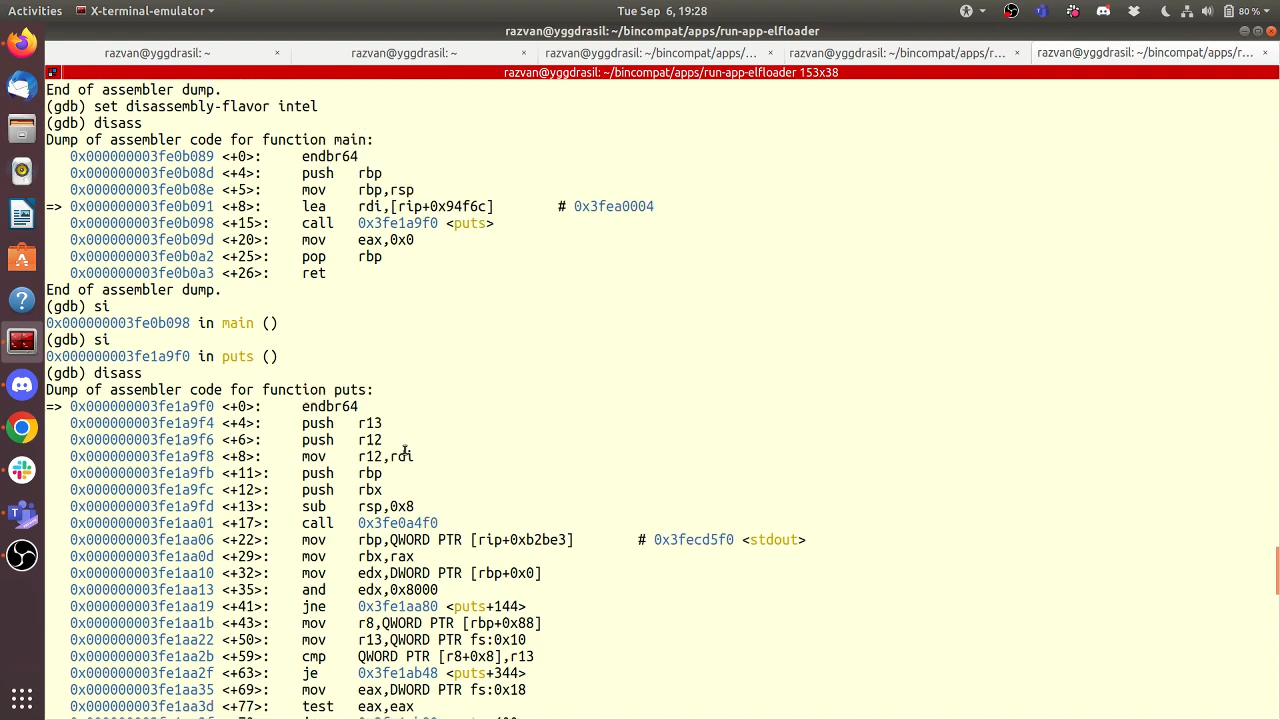 Activities X-terminal-emulator Tue Sep 6, 19:28 80 %
razvan@yggdrasil: ~/bincompat/apps/run-app-elfloader
razvan@yggdrasil: ~ × razvan@yggdrasil: ~ × razvan@yggdrasil: ~/bincompat/apps/... × razvan@yggdrasil: ~/bincompat/apps/r... × razvan@yggdrasil: ~/bincompat/apps/r... ×
razvan@yggdrasil: ~/bincompat/apps/run-app-elfloader 153x38
End of assembler dump.
(gdb) set disassembly-flavor intel
(gdb) disass
Dump of assembler code for function main:
0x000000003fe0b089 <+0>: endbr64
0x000000003fe0b08d <+4>: push rbp
0x000000003fe0b08e <+5>: mov rbp,rsp
=> 0x000000003fe0b091 <+8>: lea rdi,[rip+0x94f6c] # 0x3fea0004
0x000000003fe0b098 <+15>: call 0x3fe1a9f0 <puts>
0x000000003fe0b09d <+20>: mov eax,0x0
0x000000003fe0b0a2 <+25>: pop rbp
0x000000003fe0b0a3 <+26>: ret
End of assembler dump.
(gdb) si
0x000000003fe0b098 in main ()
(gdb) si
0x000000003fe1a9f0 in puts ()
(gdb) disass
Dump of assembler code for function puts:
=> 0x000000003fe1a9f0 <+0>: endbr64
0x000000003fe1a9f4 <+4>: push r13
0x000000003fe1a9f6 <+6>: push r12
0x000000003fe1a9f8 <+8>: mov r12,rdi
0x000000003fe1a9fb <+11>: push rbp
0x000000003fe1a9fc <+12>: push rbx
0x000000003fe1a9fd <+13>: sub rsp,0x8
0x000000003fe1aa01 <+17>: call 0x3fe0a4f0
0x000000003fe1aa06 <+22>: mov rbp,QWORD PTR [rip+0xb2be3] # 0x3fecd5f0 <stdout>
0x000000003fe1aa0d <+29>: mov rbx,rax
0x000000003fe1aa10 <+32>: mov edx,DWORD PTR [rbp+0x0]
0x000000003fe1aa13 <+35>: and edx,0x8000
0x000000003fe1aa19 <+41>: jne 0x3fe1aa80 <puts+144>
0x000000003fe1aa1b <+43>: mov r8,QWORD PTR [rbp+0x88]
0x000000003fe1aa22 <+50>: mov r13,QWORD PTR fs:0x10
0x000000003fe1aa2b <+59>: cmp QWORD PTR [r8+0x8],r13
0x000000003fe1aa2f <+63>: je 0x3fe1ab48 <puts+344>
0x000000003fe1aa35 <+69>: mov eax,DWORD PTR fs:0x18
0x000000003fe1aa3d <+77>: test eax,eax